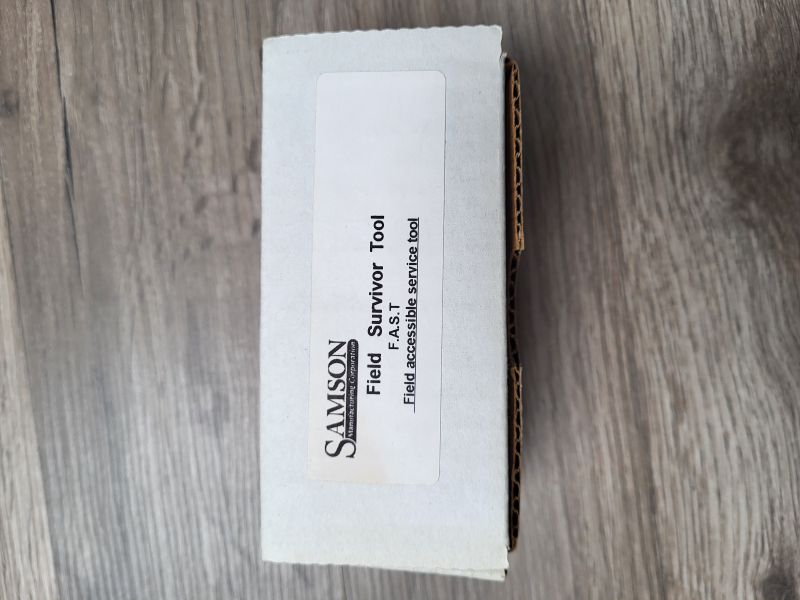 SAMSON
Manufacturing Corporation
Field Survivor Tool
F.A.S.T
Field accessible service tool